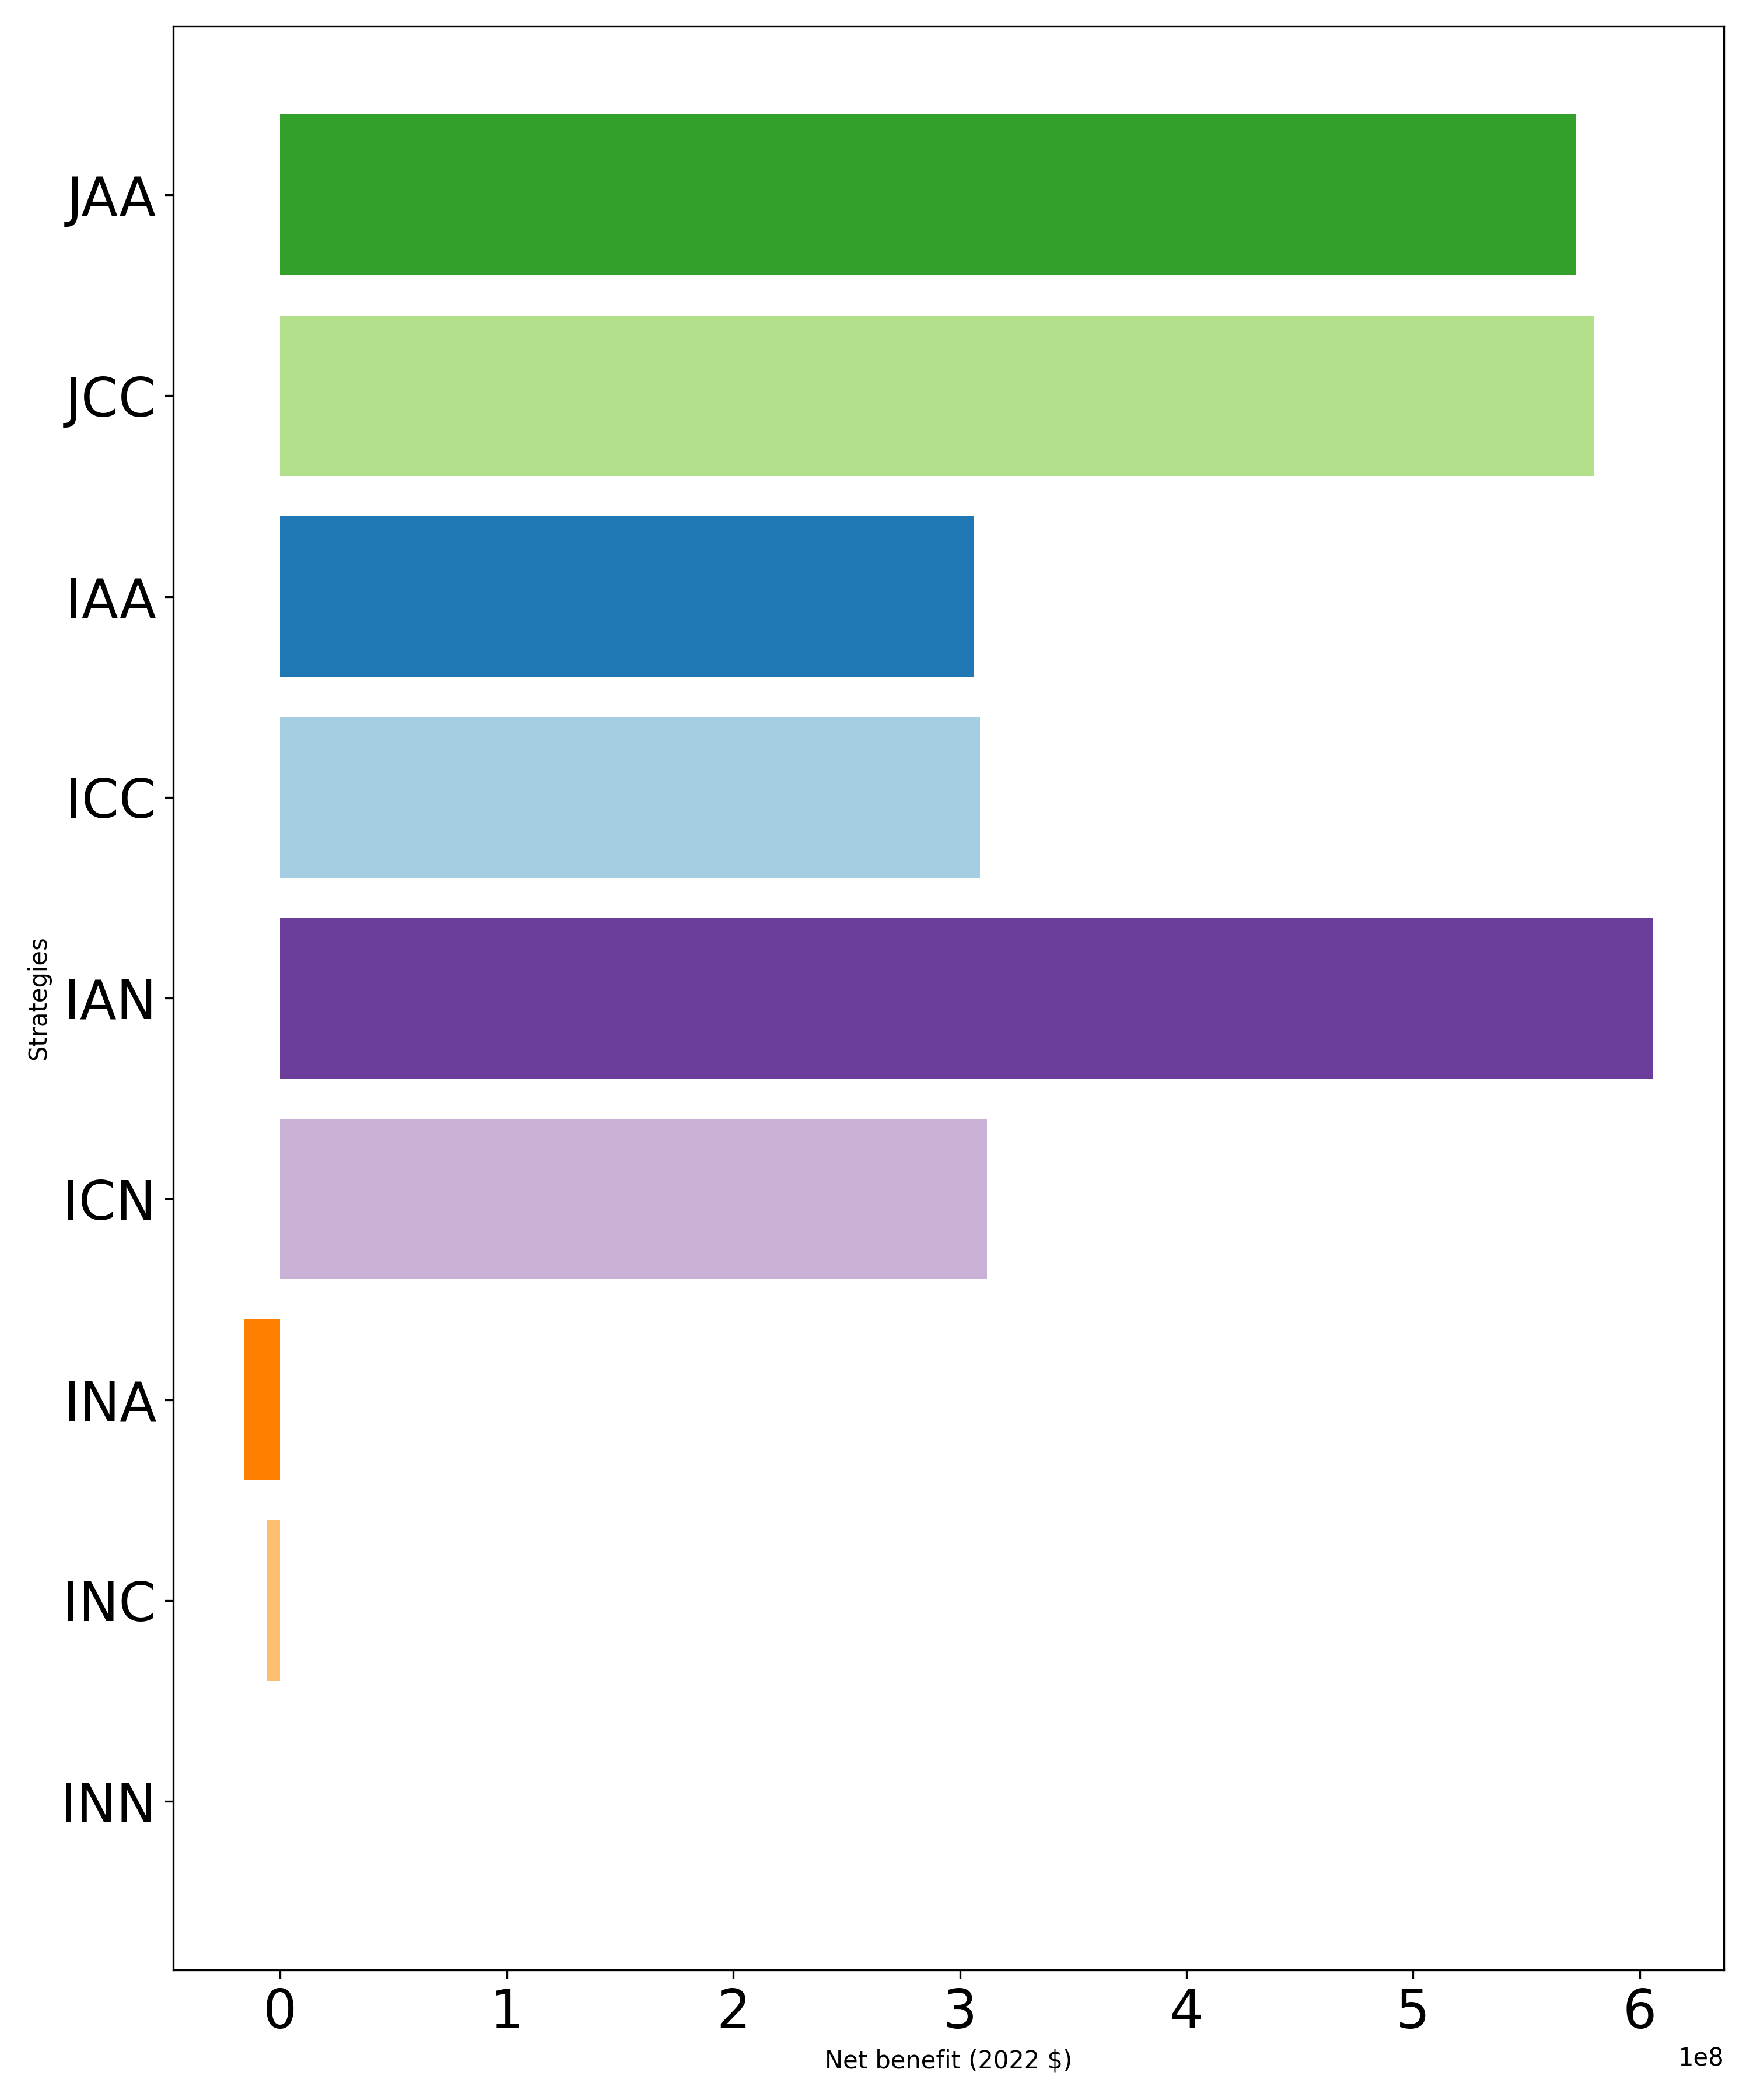 JAA
JCC
IAA
ICC
IAN
ICN
INA
INC
INN
Strategies
0 1 2 3 4 5 6
Net benefit (2022 $)
1e8